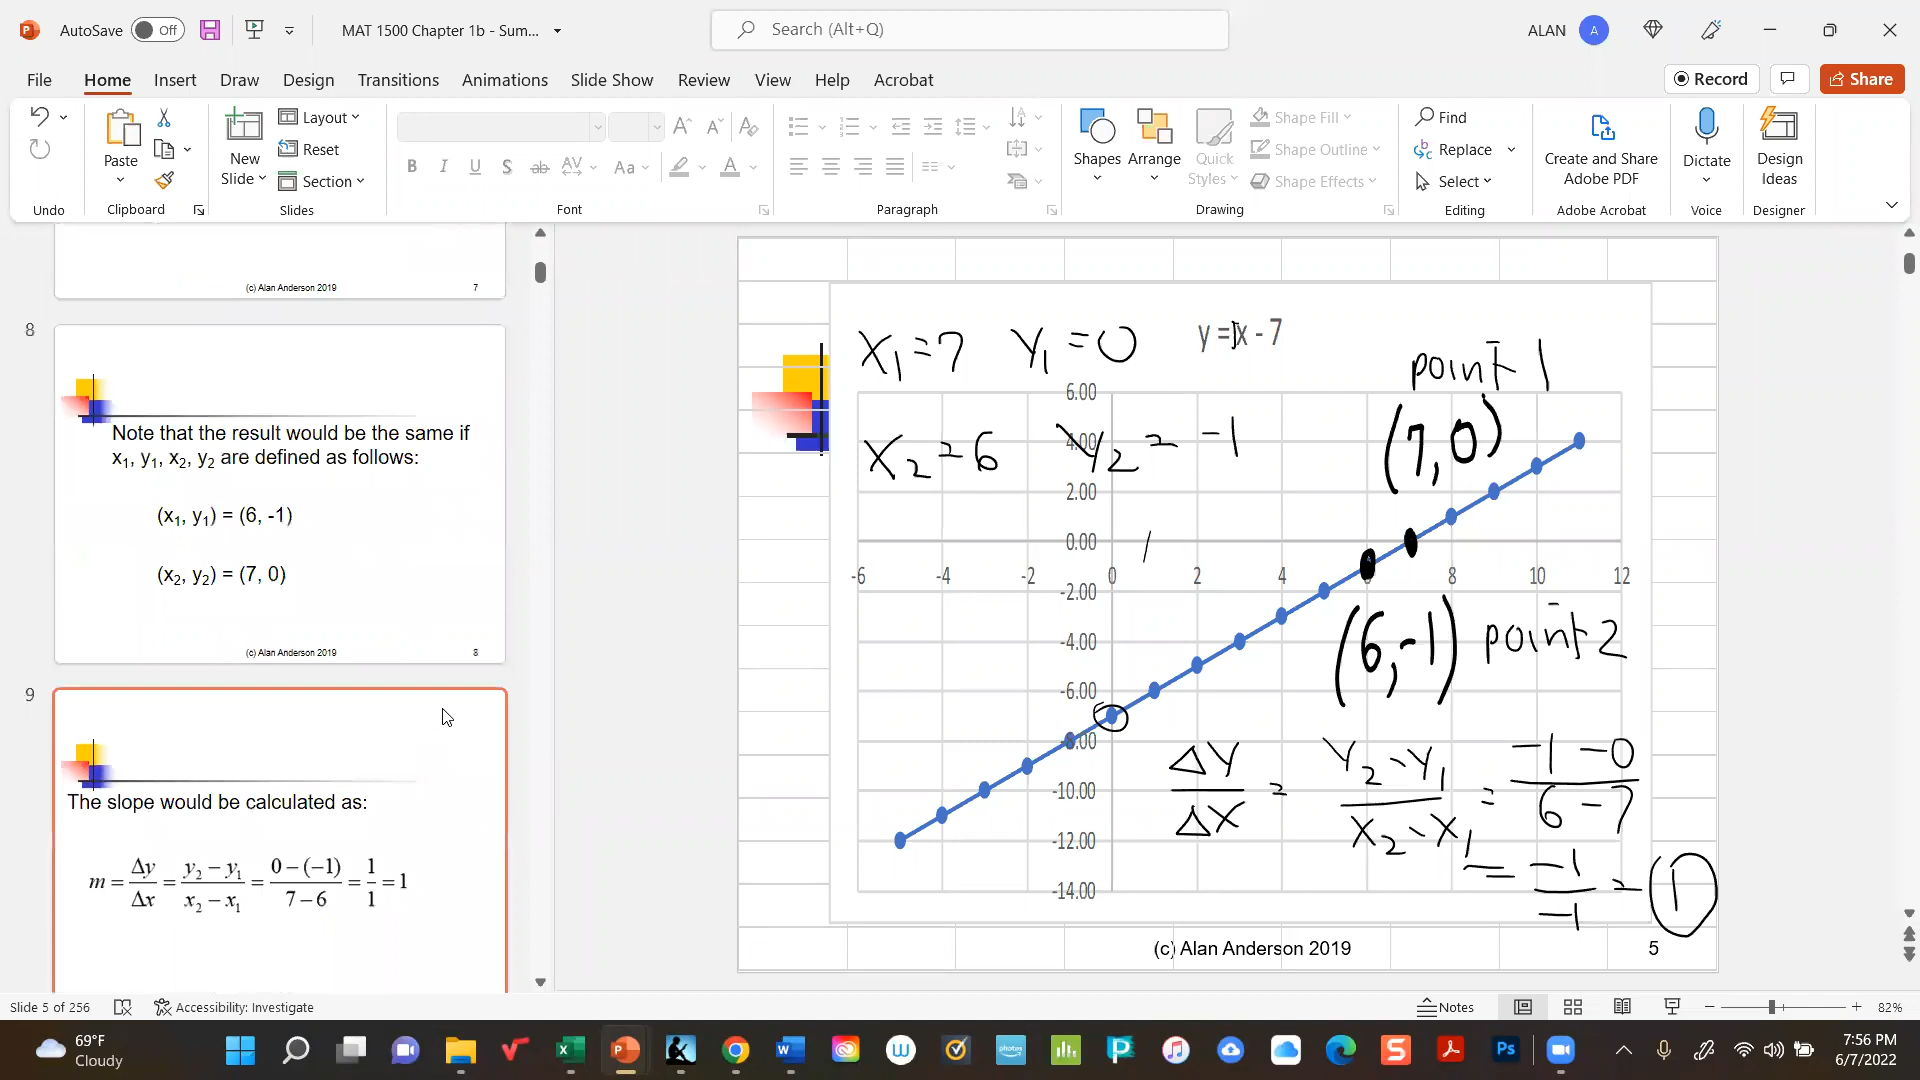 AutoSave Off
MAT 1500 Chapter 1b - Sum...
Search (Alt+Q)
ALAN A
File Home Insert Draw Design Transitions Animations Slide Show Review View Help Acrobat
Record Share
Undo
Paste
Clipboard
New Slide
Layout
Reset
Section
Slides
B I U S ab AV Aa A
Font
Paragraph
Shapes
Arrange
Quick Styles
Shape Fill
Shape Outline
Shape Effects
Drawing
Find
Replace
Select
Editing
Create and Share Adobe PDF
Adobe Acrobat
Dictate
Voice
Design Ideas
Designer
(c) Alan Anderson 2019 7
8
Note that the result would be the same if
x₁, y₁, x₂, y₂ are defined as follows:
(x₁, y₁) = (6, -1)
(x₂, y₂) = (7, 0)
(c) Alan Anderson 2019 8
9
The slope would be calculated as:
m = Δy/Δx = (y₂ – y₁)/(x₂ – x₁) = (0 – (–1))/(7 – 6) = 1/1 = 1
X₁ = 7 Y₁ = 0
y = x - 7
point 1
(7,0)
X₂ = 6 Y₂ = -1
6.00
4.00
2.00
0.00
-6 -4 -2 0 2 4 6 8 10 12
-2.00
-4.00
-6.00
-8.00
-10.00
-12.00
-14.00
(6,-1) point 2
ΔY/ΔX = (Y₂ - Y₁)/(X₂ - X₁) = (-1 - 0)/(6 - 7)
= -1/-1 = 1
(c) Alan Anderson 2019 5
Slide 5 of 256
Accessibility: Investigate
Notes
82%
69°F
Cloudy
7:56 PM
6/7/2022